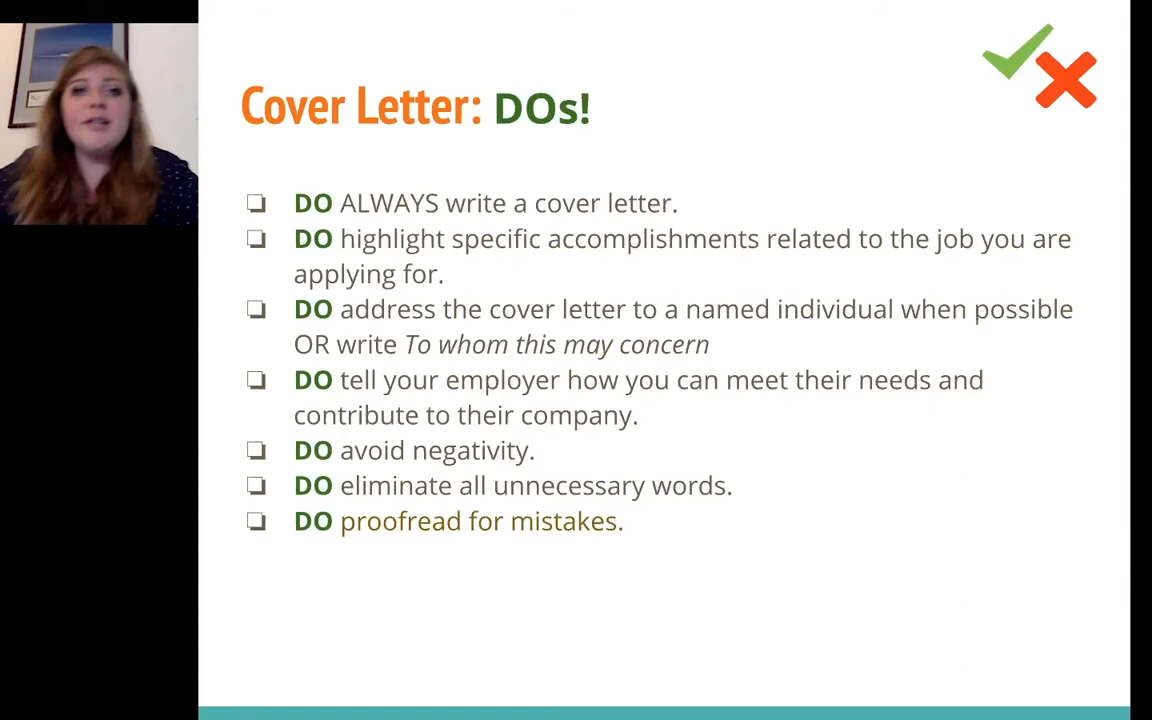 Cover Letter: DOs!
❏ DO ALWAYS write a cover letter.
❏ DO highlight specific accomplishments related to the job you are
applying for.
❏ DO address the cover letter to a named individual when possible
OR write To whom this may concern
❏ DO tell your employer how you can meet their needs and
contribute to their company.
❏ DO avoid negativity.
❏ DO eliminate all unnecessary words.
❏ DO proofread for mistakes.